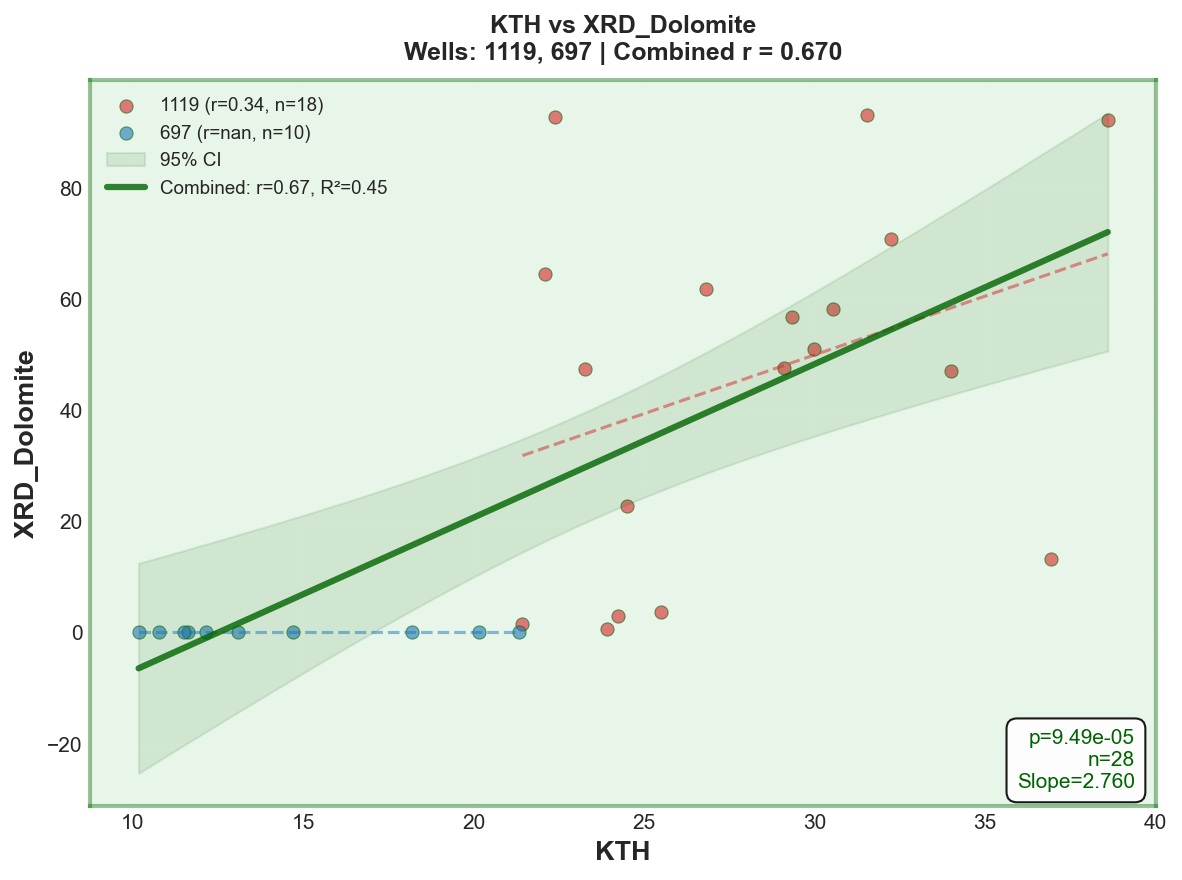 KTH vs XRD_Dolomite
Wells: 1119, 697 | Combined r = 0.670
1119 (r=0.34, n=18)
697 (r=nan, n=10)
95% CI
Combined: r=0.67, R²=0.45
XRD_Dolomite
80
60
40
20
0
−20
p=9.49e-05
n=28
Slope=2.760
10 15 20 25 30 35 40
KTH